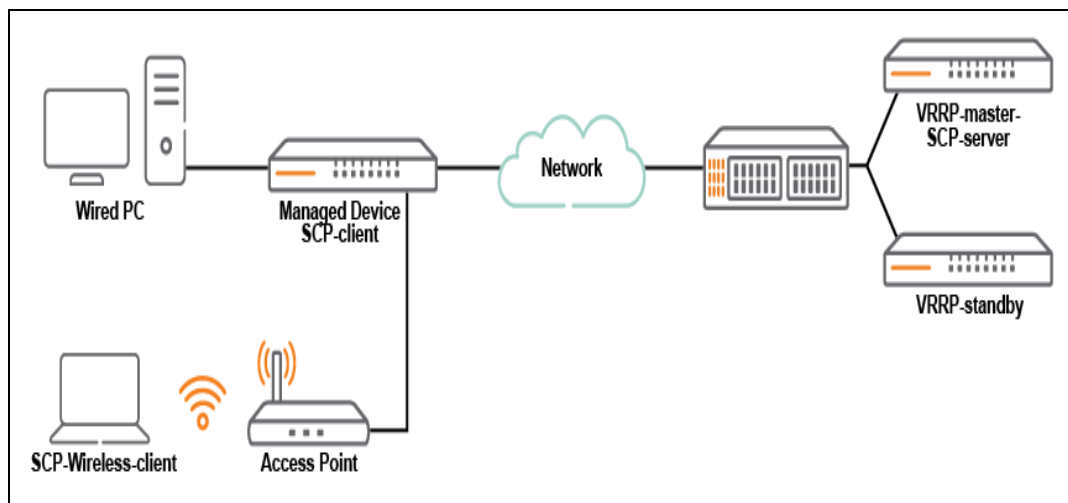 Wired PC
Managed Device
SCP-client
Network
VRRP-master-
SCP-server
VRRP-standby
SCP-Wireless-client
Access Point